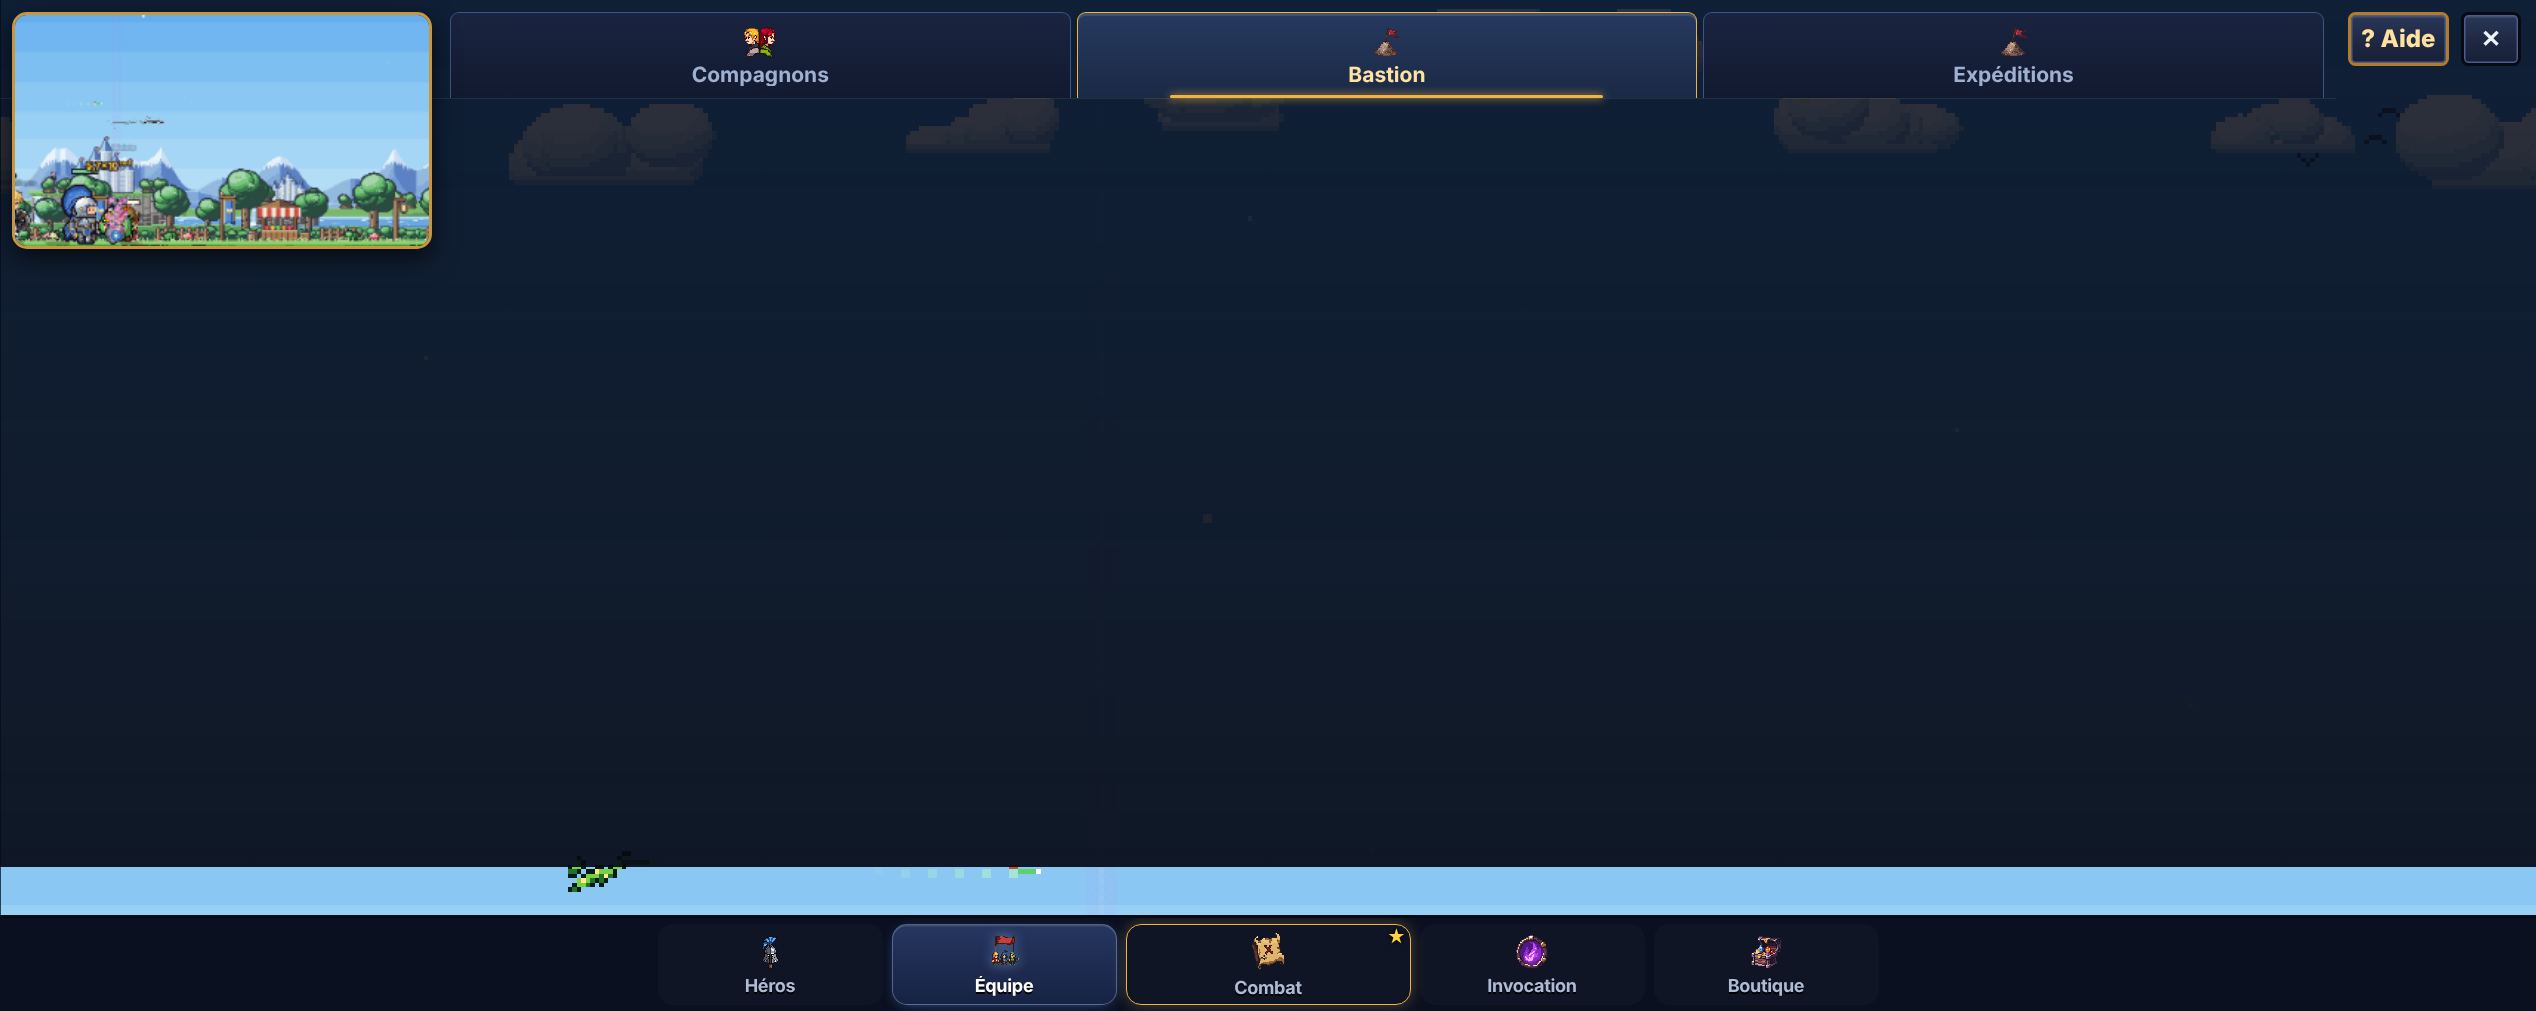 Compagnons
Bastion
Expéditions
? Aide
×
Héros
Équipe
Combat
Invocation
Boutique